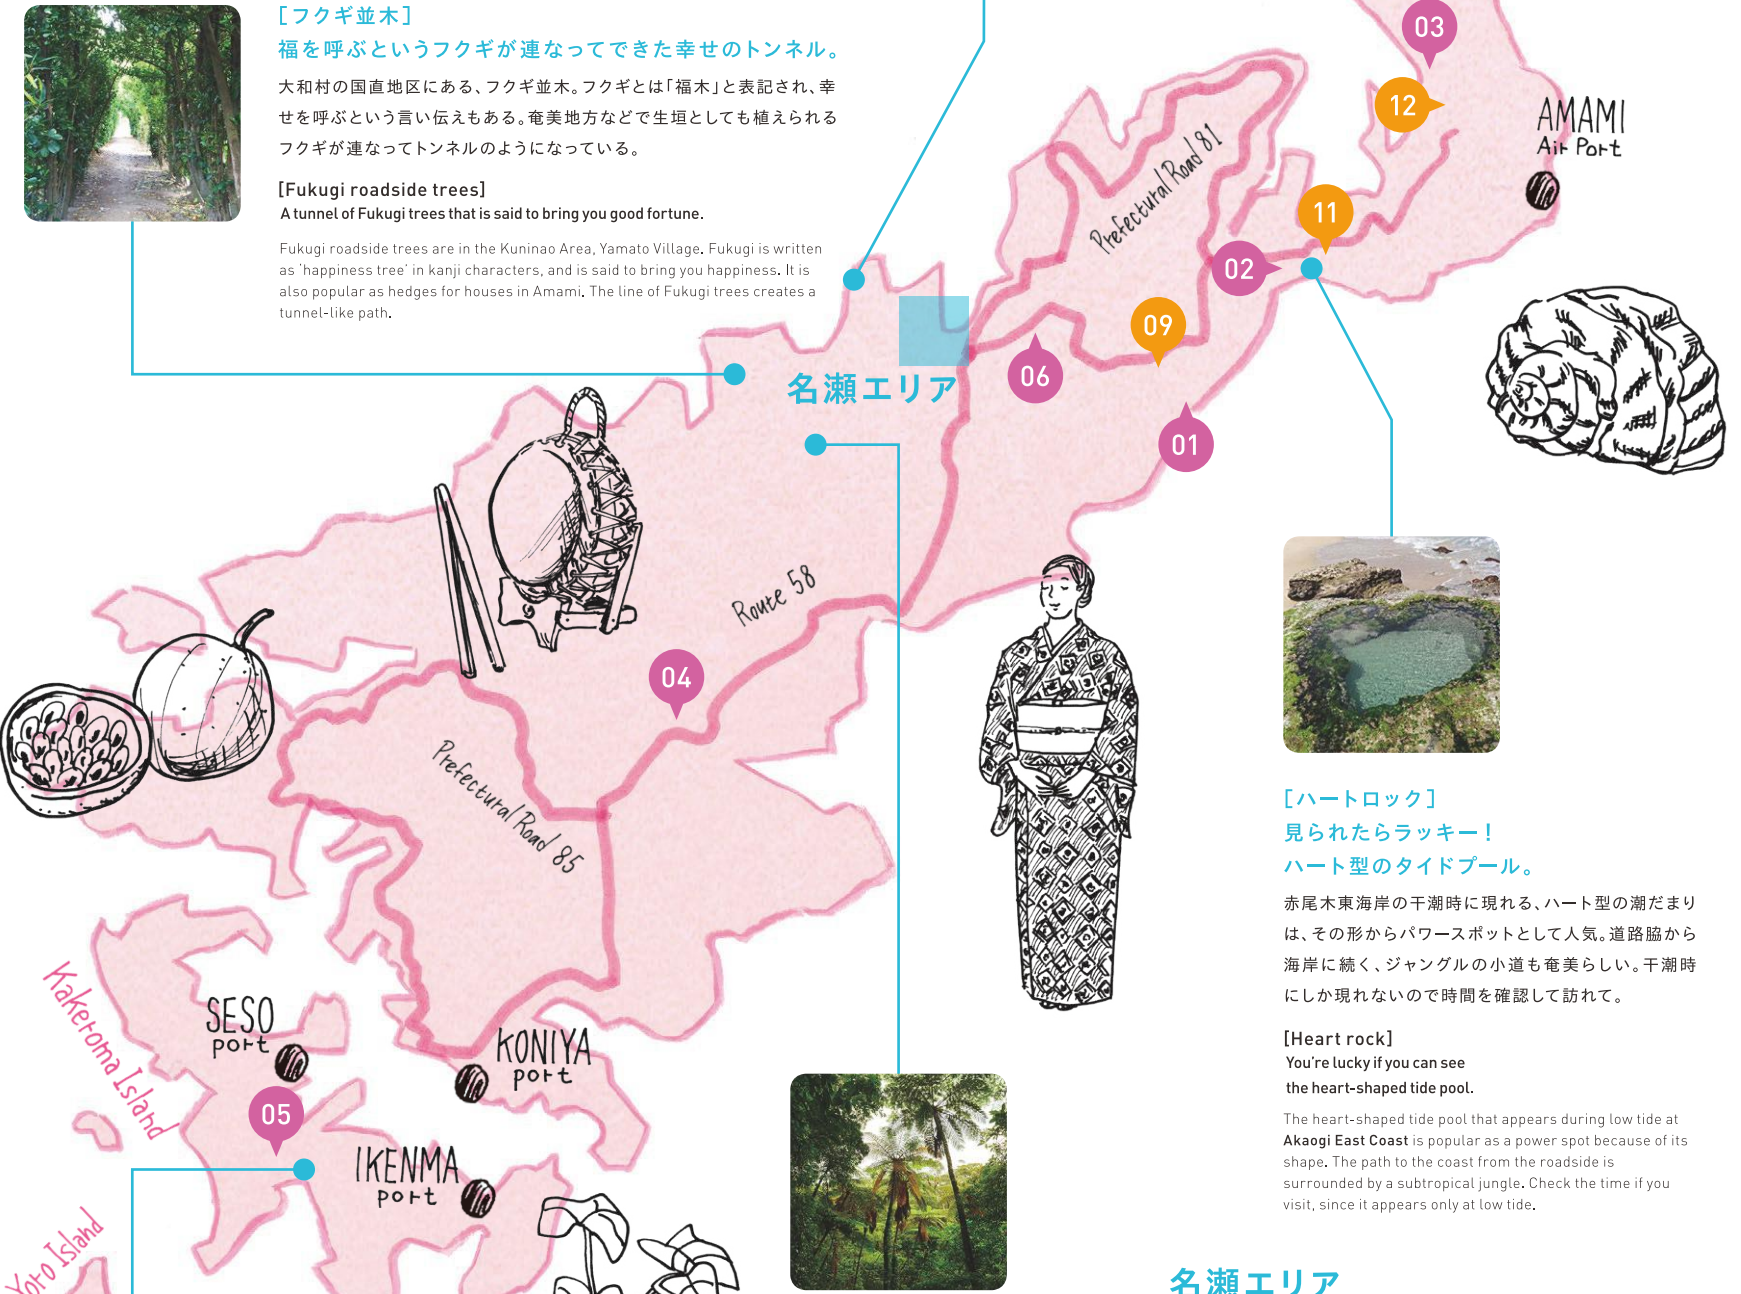 [フクギ並木]
福を呼ぶというフクギが連なってできた幸せのトンネル。
大和村の国直地区にある、フクギ並木。フクギとは「福木」と表記され、幸
せを呼ぶという言い伝えもある。奄美地方などで生垣としても植えられる
フクギが連なってトンネルのようになっている。
[Fukugi roadside trees]
A tunnel of Fukugi trees that is said to bring you good fortune.
Fukugi roadside trees are in the Kuninao Area, Yamato Village. Fukugi is written
as 'happiness tree' in kanji characters, and is said to bring you happiness. It is
also popular as hedges for houses in Amami. The line of Fukugi trees creates a
tunnel-like path.
03
12
AMAMI
Air Port
Prefectural Road 81
11
02
09
06
名瀬エリア
01
Route 58
04
Prefectural Road 85
Kakeroma Island
SESO
port
KONIYA
port
05
IKENMA
port
Yoro Island
[ハートロック]
見られたらラッキー!
ハート型のタイドプール。
赤尾木東海岸の干潮時に現れる、ハート型の潮だまり
は、その形からパワースポットとして人気。道路脇から
海岸に続く、ジャングルの小道も奄美らしい。干潮時
にしか現れないので時間を確認して訪れて。
[Heart rock]
You're lucky if you can see
the heart-shaped tide pool.
The heart-shaped tide pool that appears during low tide at
Akaogi East Coast is popular as a power spot because of its
shape. The path to the coast from the roadside is
surrounded by a subtropical jungle. Check the time if you
visit, since it appears only at low tide.
名瀬エリア